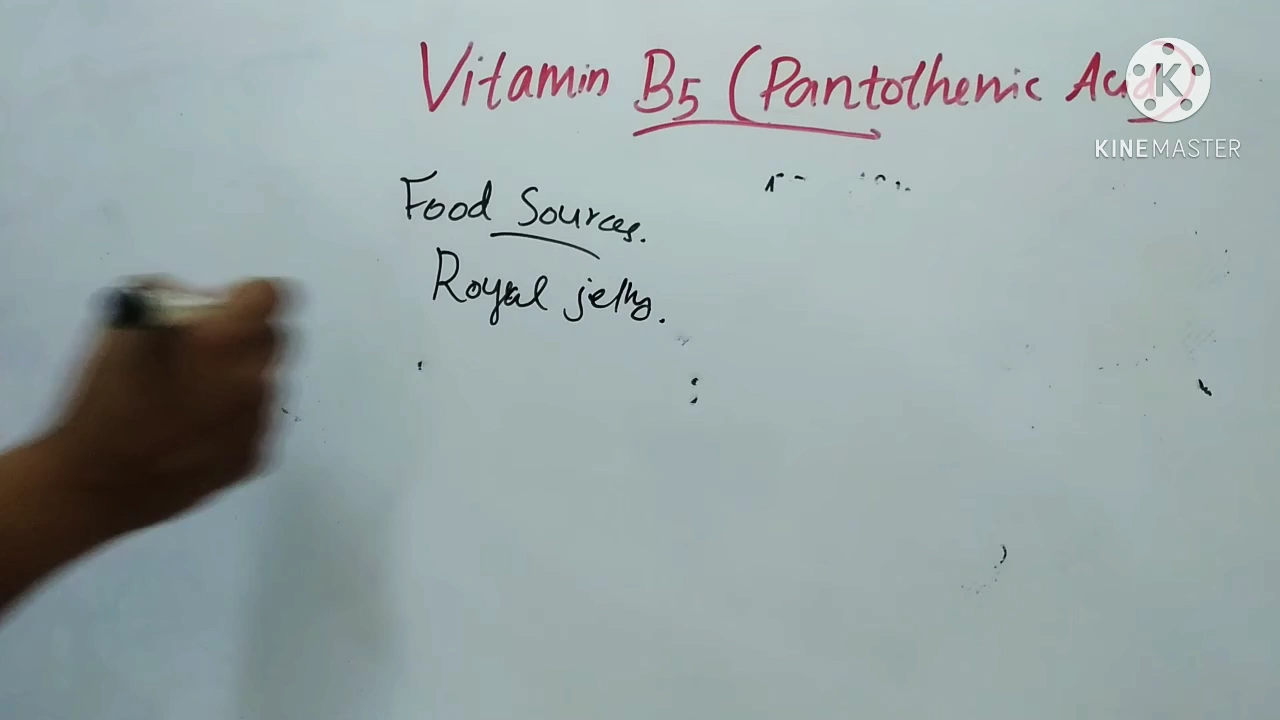 Vitamin B5 (Pantothenic Acid)
KINEMASTER
Food Sources.
Royal jelly.